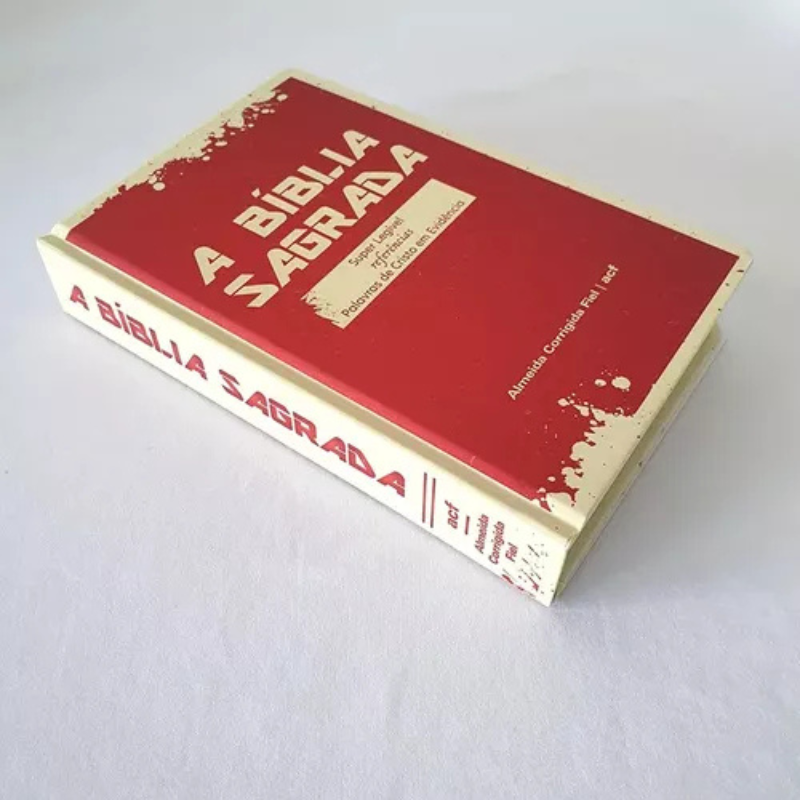 A BÍBLIA
SAGRADA
Super Legível
referências
Palavras de Cristo em Evidência
Almeida Corrigida Fiel | acf
A BÍBLIA SAGRADA
acf
Almeida
Corrigida
Fiel